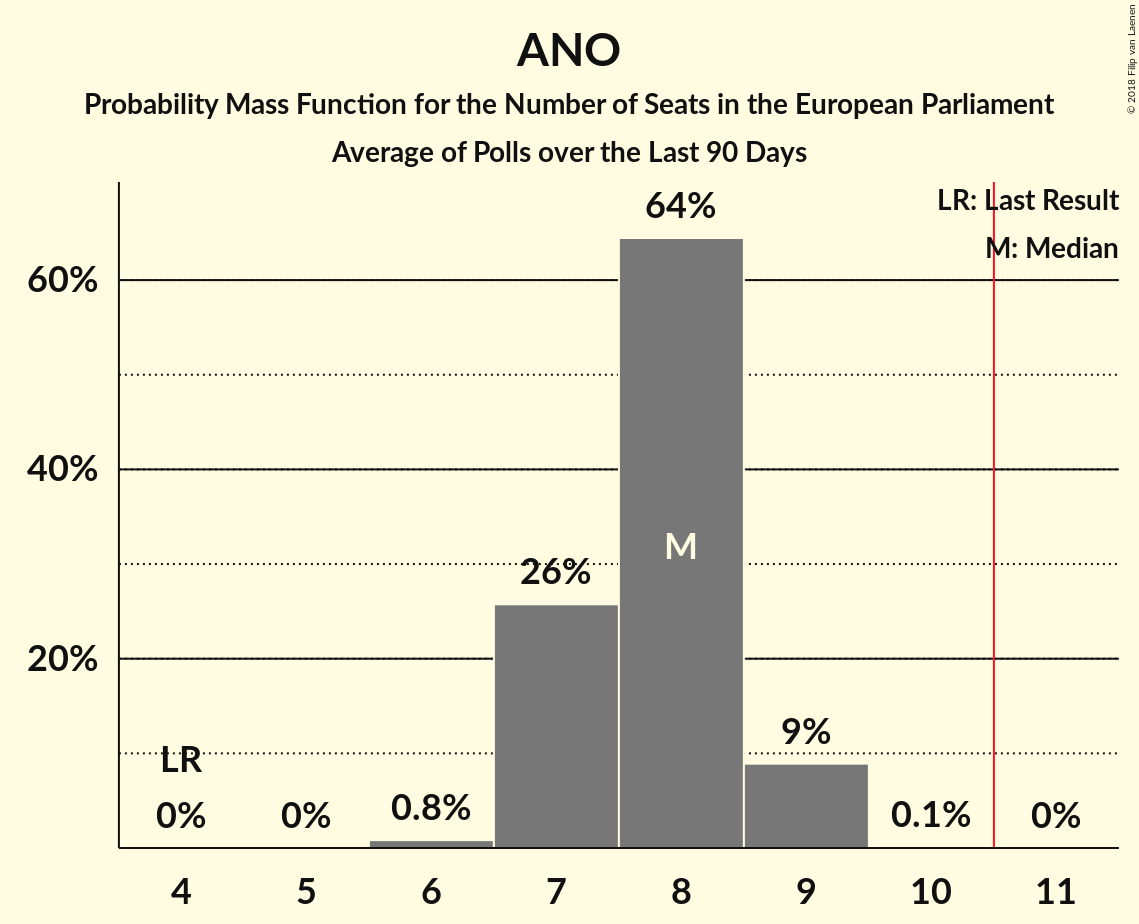 ANO
Probability Mass Function for the Number of Seats in the European Parliament
Average of Polls over the Last 90 Days
© 2018 Filip van Laenen
LR: Last Result
M: Median
64%
60%
40%
M
26%
20%
9%
LR
0%
0%
0.8%
0.1%
0%
4 5 6 7 8 9 10 11